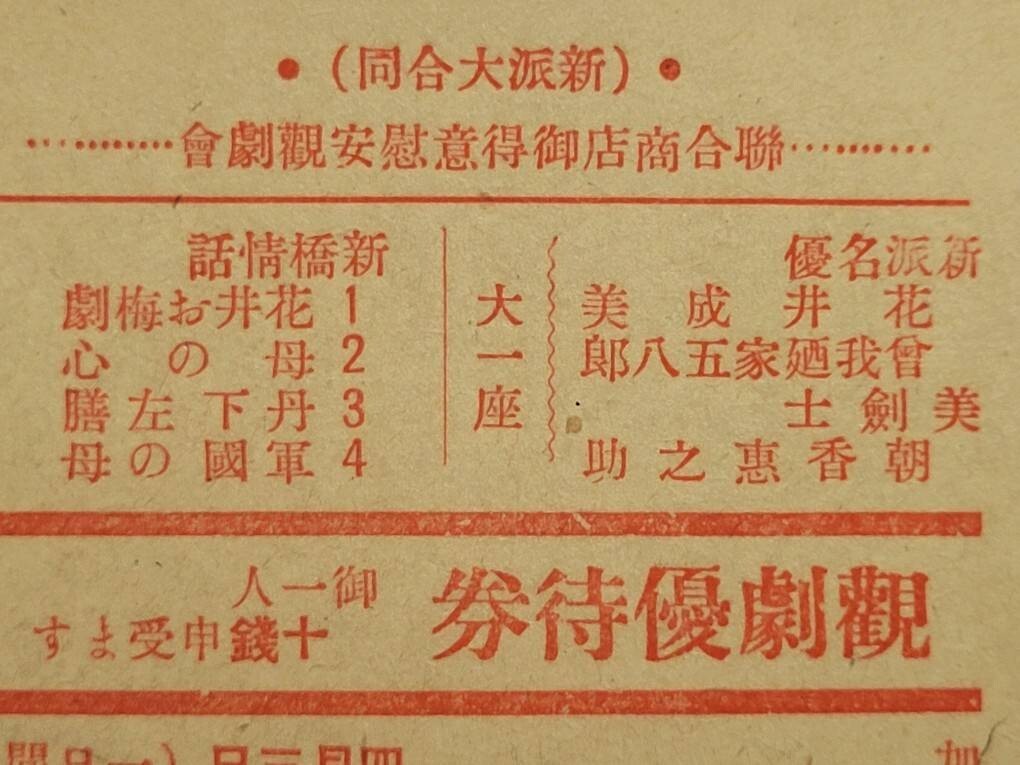 ●（新派大合同）●
………聯合商店御得意慰安觀劇會………
新派名優
花井成美
曾我廼家五八郎
美劍士
朝香惠之助
大一座
新橋情話
1 花井お梅劇
2 母の心
3 丹下左膳
4 軍國の母
觀劇優待券
御一人
十錢申受ます